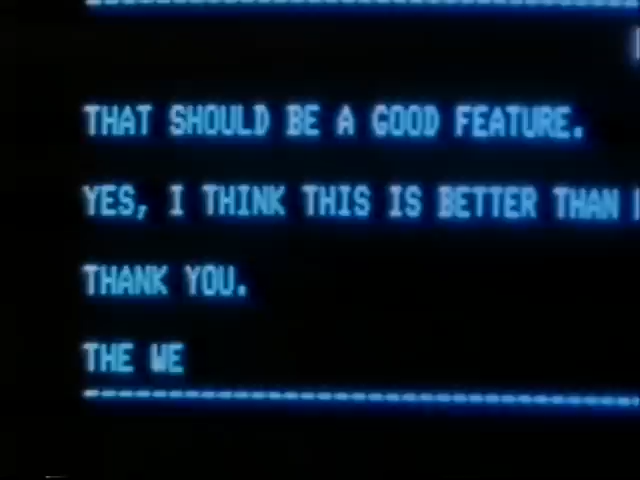 THAT SHOULD BE A GOOD FEATURE.
YES, I THINK THIS IS BETTER THAN
THANK YOU.
THE WE